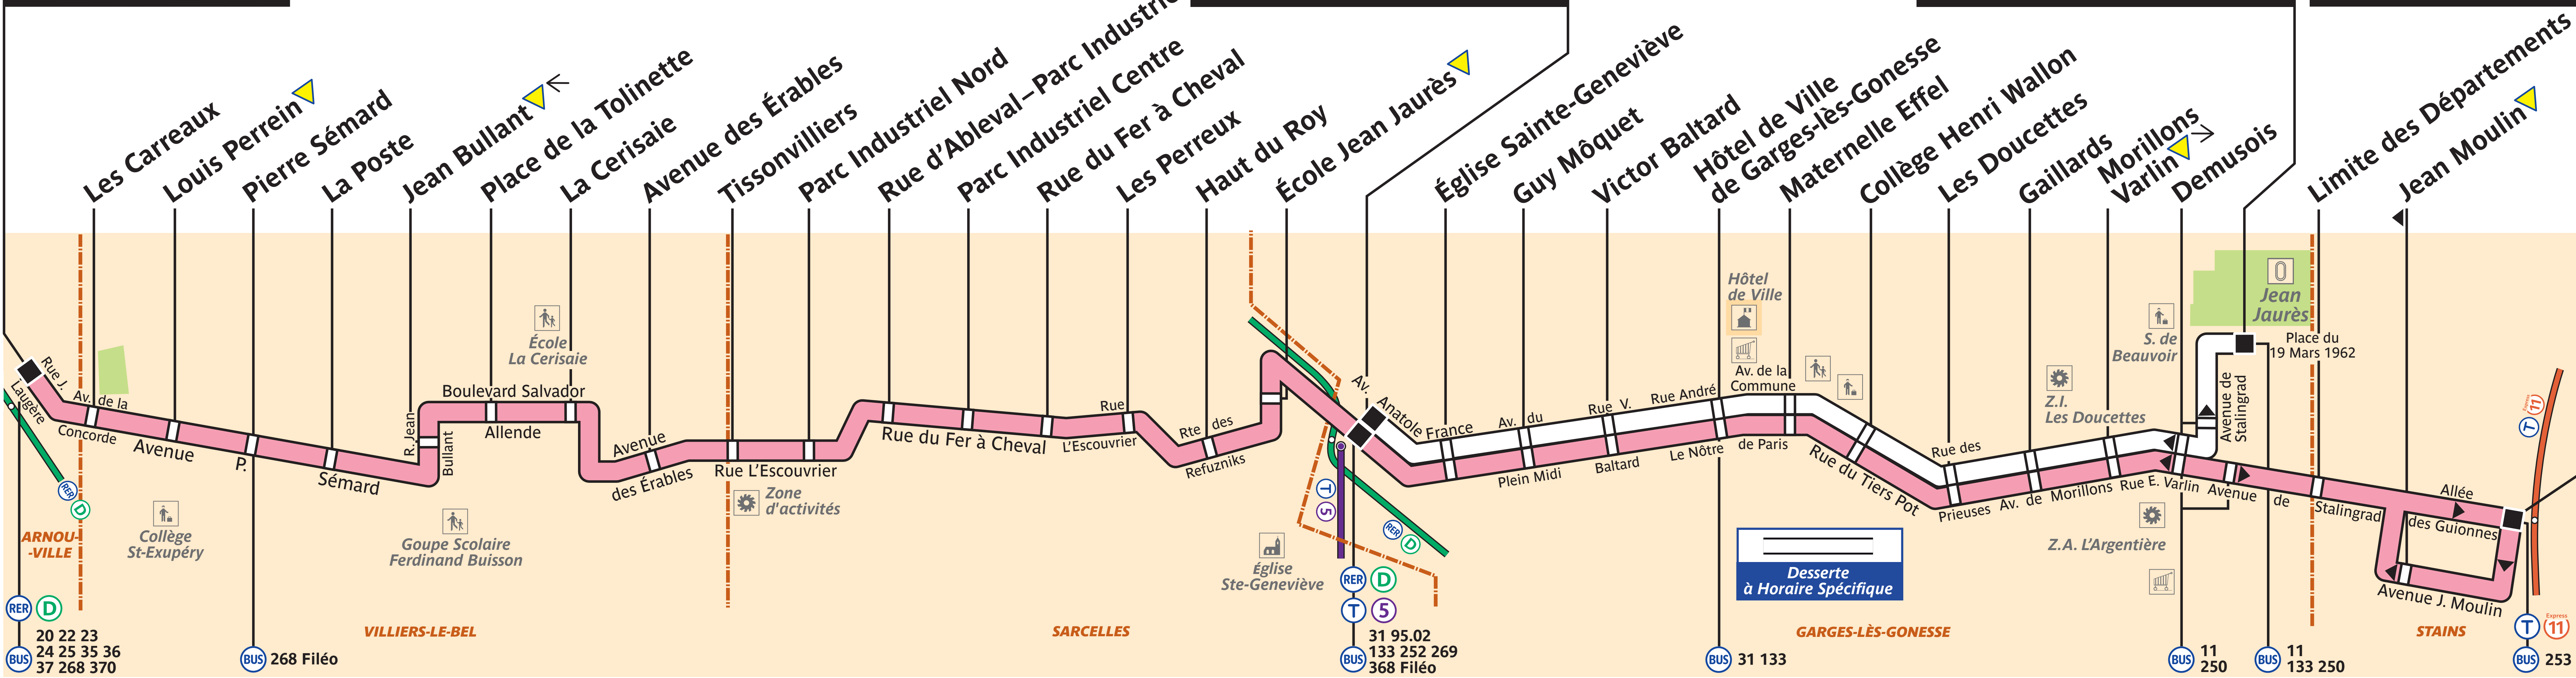 Les Carreaux
Louis Perrein
Pierre Sémard
La Poste
Jean Bullant
Place de la Tolinette
La Cerisaie
Avenue des Érables
Tissonvilliers
Parc Industriel Nord
Rue d’Ableval–Parc Industrie
Parc Industriel Centre
Rue du Fer à Cheval
Les Perreux
Haut du Roy
École Jean Jaurès
Église Sainte-Geneviève
Guy Môquet
Victor Baltard
Hôtel de Ville
de Garges-lès-Gonesse
Maternelle Effel
Collège Henri Wallon
Les Doucettes
Gaillards
Morillons
Varlin
Demusois
Limite des Départements
Jean Moulin
Rue J.
Laugère
Av. de la
Concorde
Avenue
P.
Sémard
R. Jean
Bullant
Boulevard Salvador
Allende
Avenue
des Érables
Rue L’Escouvrier
Rue du Fer à Cheval
Rue
L’Escouvrier
Rte des
Refuzniks
Av. Anatole
France
Av. du
Plein Midi
Rue V.
Baltard
Rue André
Le Nôtre
Av. de la
Commune
de Paris
Rue du Tiers Pot
Rue des
Prieuses
Av. de Morillons
Rue E. Varlin
Avenue de
Stalingrad
Avenue de Stalingrad
Place du
19 Mars 1962
Allée
des Guionnes
Avenue J. Moulin
École
La Cerisaie
Collège
St-Exupéry
Goupe Scolaire
Ferdinand Buisson
Zone
d'activités
Église
Ste-Geneviève
Hôtel
de Ville
Z.I.
Les Doucettes
S. de
Beauvoir
Jean
Jaurès
Z.A. L’Argentière
Desserte
à Horaire Spécifique
ARNOU-
-VILLE
VILLIERS-LE-BEL
SARCELLES
GARGES-LÈS-GONESSE
STAINS
RER D
T 5
RER D
T Express 11
RER D
BUS
20 22 23
24 25 35 36
37 268 370
BUS 268 Filéo
RER D
T 5
BUS
31 95.02
133 252 269
368 Filéo
BUS 31 133
BUS
11
250
BUS
11
133 250
T Express 11
BUS 253